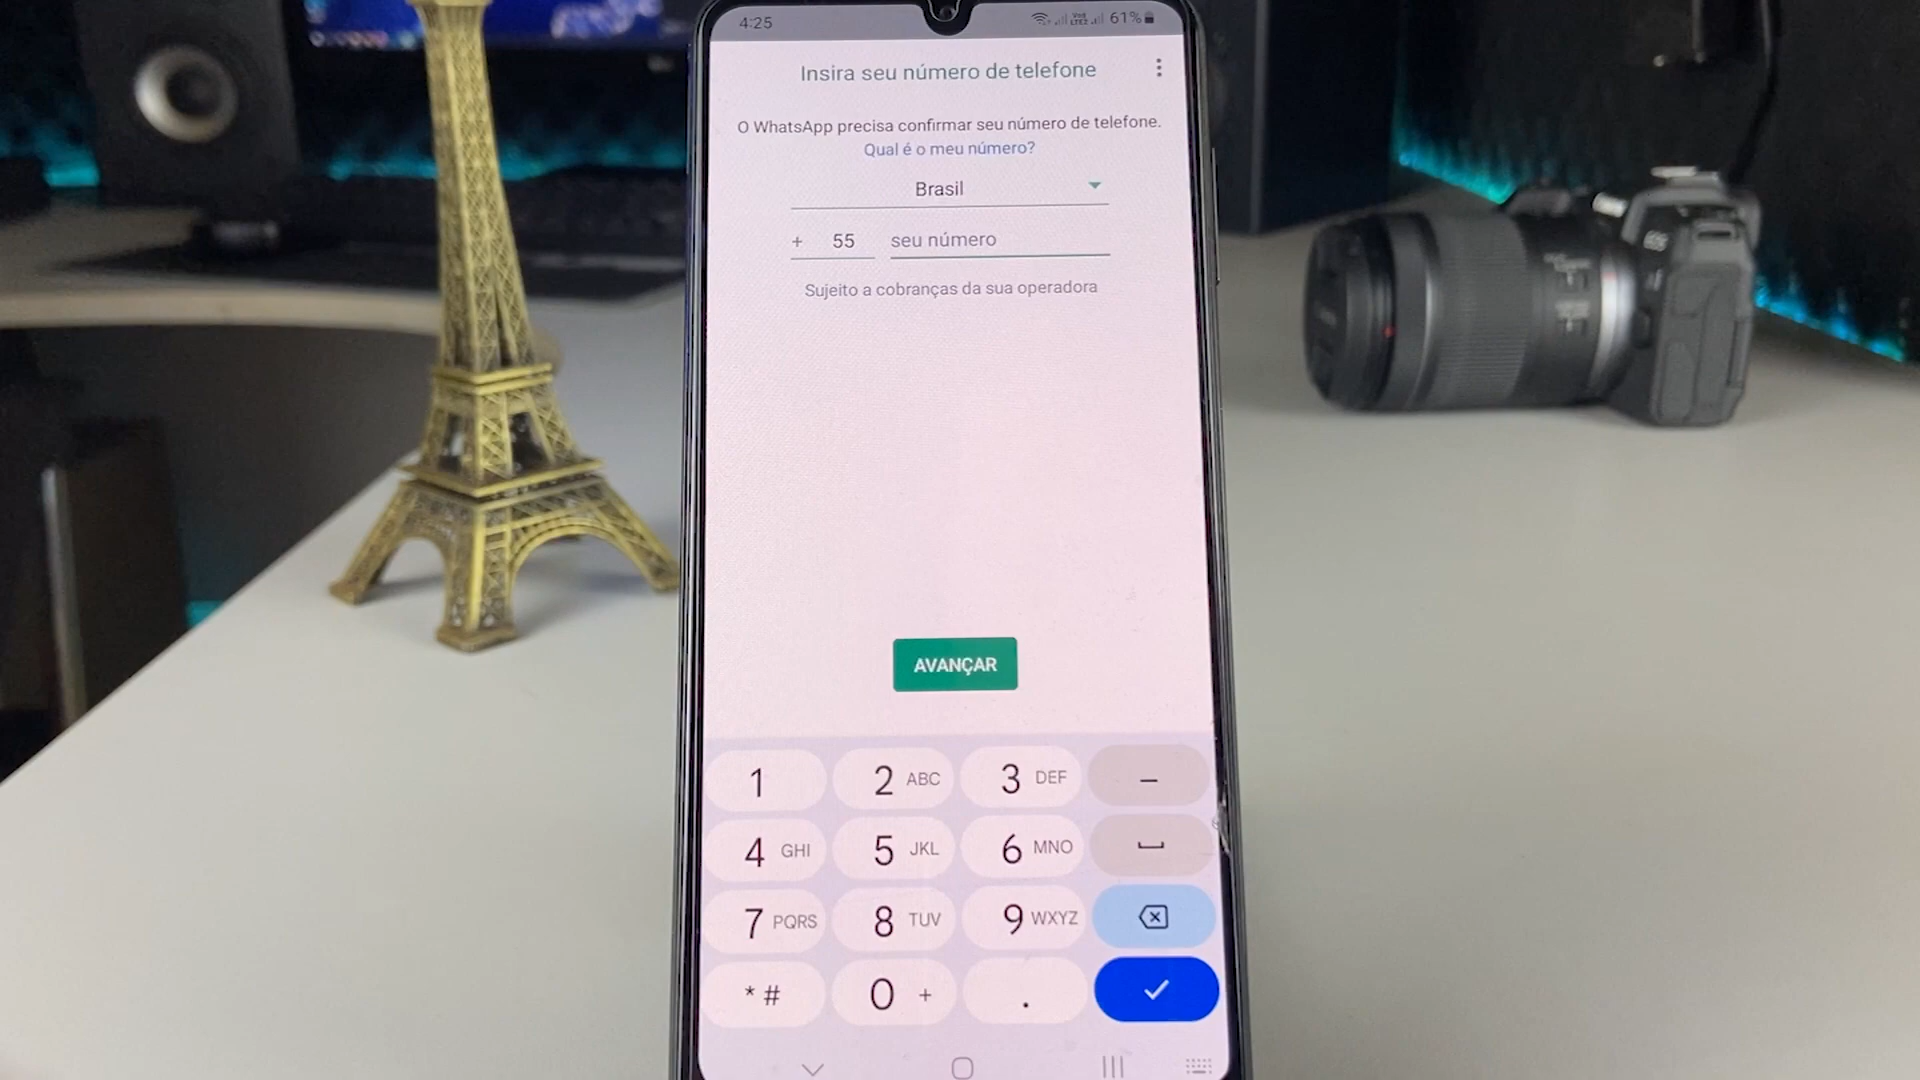 4:25 61%
Insira seu número de telefone
O WhatsApp precisa confirmar seu número de telefone.
Qual é o meu número?
Brasil
+ 55 seu número
Sujeito a cobranças da sua operadora
AVANÇAR
1 2 ABC 3 DEF –
4 GHI 5 JKL 6 MNO
7 PQRS 8 TUV 9 WXYZ
* # 0 + .